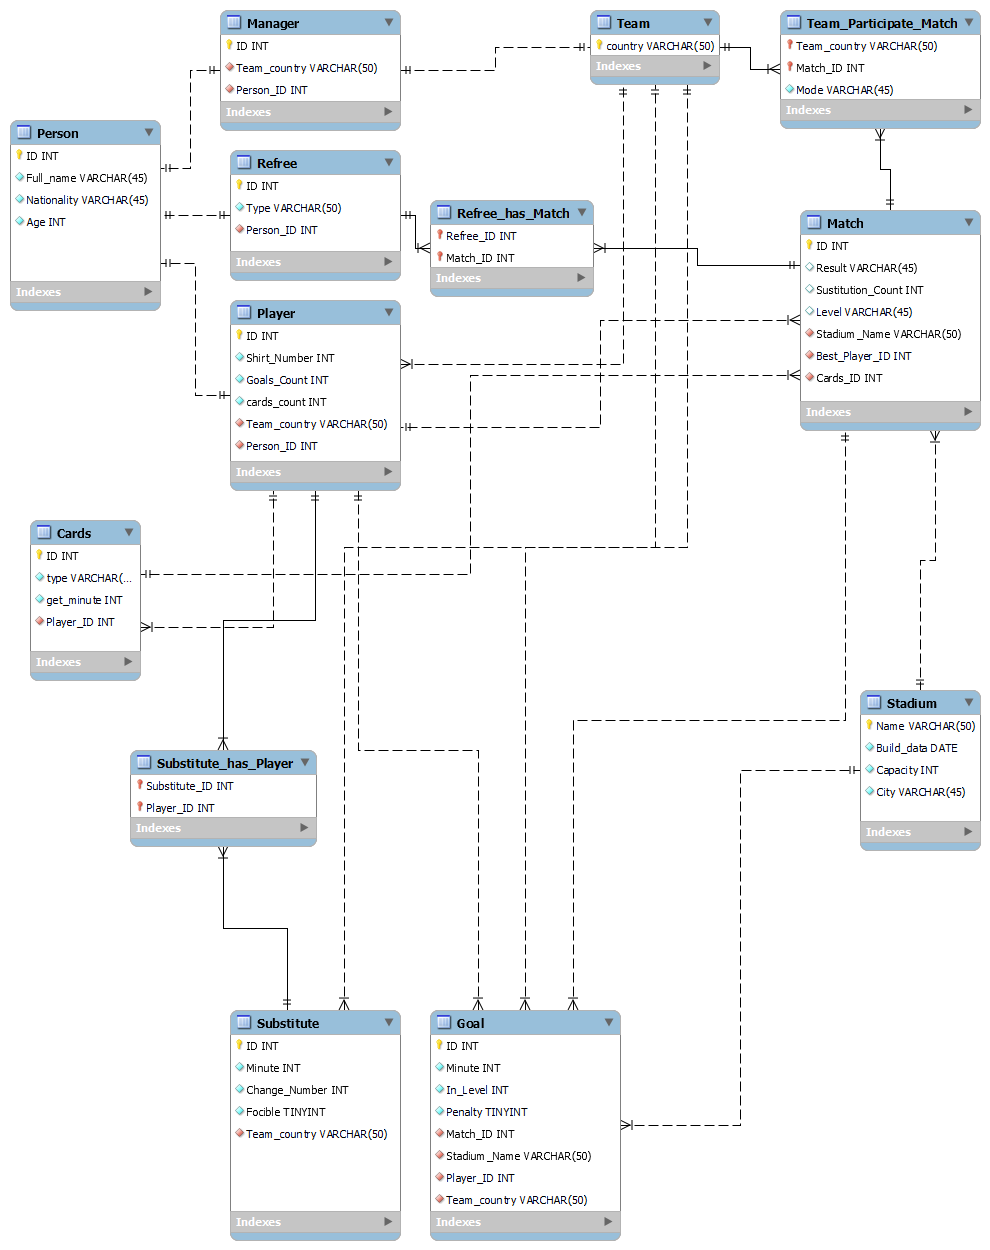 Manager
ID INT
Team_country VARCHAR(50)
Person_ID INT
Indexes
Team
country VARCHAR(50)
Indexes
Team_Participate_Match
Team_country VARCHAR(50)
Match_ID INT
Mode VARCHAR(45)
Indexes
Person
ID INT
Full_name VARCHAR(45)
Nationality VARCHAR(45)
Age INT
Indexes
Refree
ID INT
Type VARCHAR(50)
Person_ID INT
Indexes
Refree_has_Match
Refree_ID INT
Match_ID INT
Indexes
Match
ID INT
Result VARCHAR(45)
Sustitution_Count INT
Level VARCHAR(45)
Stadium_Name VARCHAR(50)
Best_Player_ID INT
Cards_ID INT
Indexes
Player
ID INT
Shirt_Number INT
Goals_Count INT
cards_count INT
Team_country VARCHAR(50)
Person_ID INT
Indexes
Cards
ID INT
type VARCHAR(...
get_minute INT
Player_ID INT
Indexes
Stadium
Name VARCHAR(50)
Build_data DATE
Capacity INT
City VARCHAR(45)
Indexes
Substitute_has_Player
Substitute_ID INT
Player_ID INT
Indexes
Substitute
ID INT
Minute INT
Change_Number INT
Focible TINYINT
Team_country VARCHAR(50)
Indexes
Goal
ID INT
Minute INT
In_Level INT
Penalty TINYINT
Match_ID INT
Stadium_Name VARCHAR(50)
Player_ID INT
Team_country VARCHAR(50)
Indexes